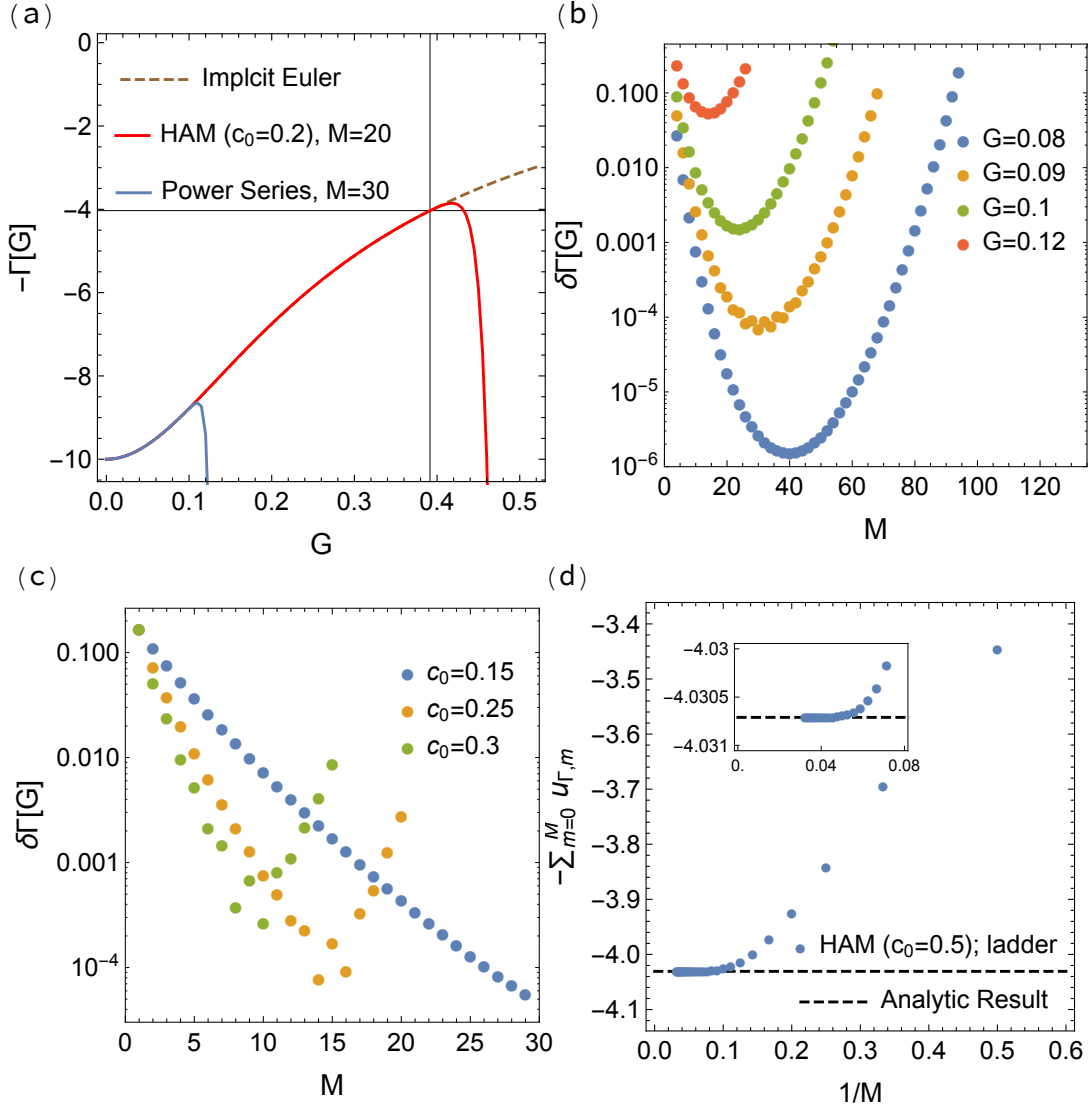 (a)
0
−2
−4
−6
−8
−10
−Γ[G]
Implcit Euler
HAM (c₀=0.2), M=20
Power Series, M=30
0.0 0.1 0.2 0.3 0.4 0.5
G
(b)
0.100
0.010
0.001
10⁻⁴
10⁻⁵
10⁻⁶
δΓ[G]
G=0.08
G=0.09
G=0.1
G=0.12
0 20 40 60 80 100 120
M
(c)
0.100
0.010
0.001
10⁻⁴
δΓ[G]
c₀=0.15
c₀=0.25
c₀=0.3
0 5 10 15 20 25 30
M
(d)
−3.4
−3.5
−3.6
−3.7
−3.8
−3.9
−4.0
−4.1
−Σ_{m=0}^{M} u_{Γ,m}
−4.03
−4.0305
−4.031
0. 0.04 0.08
HAM (c₀=0.5); ladder
Analytic Result
0.0 0.1 0.2 0.3 0.4 0.5 0.6
1/M